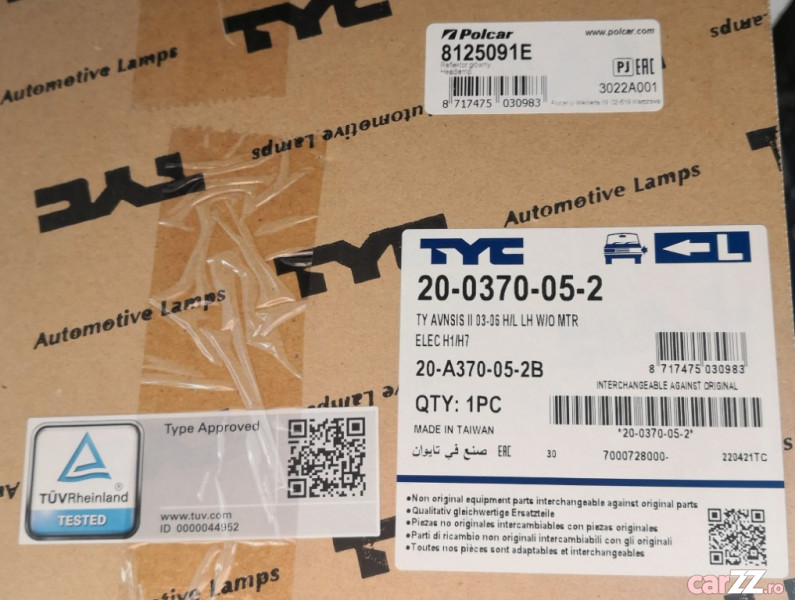 TYC
Automotive Lamps
Automotive Lamps
TYC
Automotive Lamps
TYC
Automotive Lamps
Automotive Lamps
Polcar
www.polcar.com
8125091E
Reflektor główny
Headlamp
PJ EAC
3022A001
8 717475 030983
TYC
L
20-0370-05-2
TY AVNSIS II 03-06 H/L LH W/O MTR
ELEC H1/H7
20-A370-05-2B
8 717475 030983
INTERCHANGEABLE AGAINST ORIGINAL
QTY: 1PC
MADE IN TAIWAN
*20-0370-05-2*
صنع في تايوان EAC
30 7000728000- 220421TC
•Non original equipment parts interchangeable against original parts
•Qualitativ gleichwertige Ersatzteile
•Piezas no originales intercambiables con piezas originales
•Parti di ricambio non originali intercambiabili con gli originali
•Toutes nos pièces sont adaptables et interchangeables
Type Approved
TÜVRheinland®
TESTED
www.tuv.com
ID 0000044952
Automotive Lamps
carZZ.ro